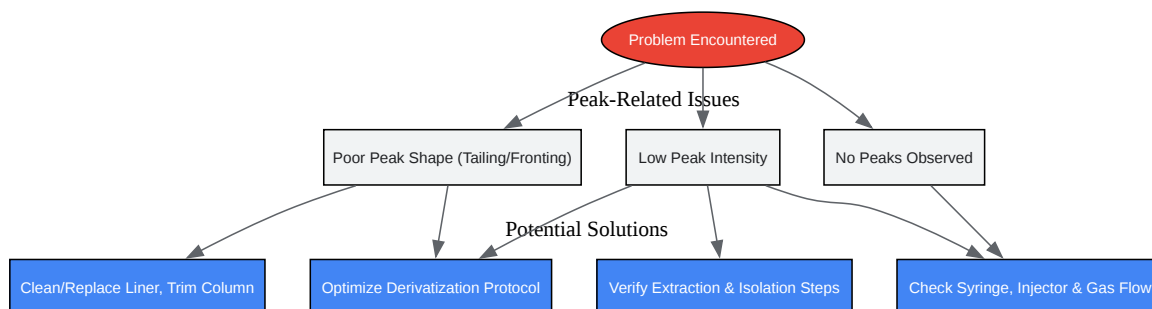 Problem Encountered
Peak-Related Issues
Poor Peak Shape (Tailing/Fronting)
Low Peak Intensity
No Peaks Observed
Potential Solutions
Clean/Replace Liner, Trim Column
Optimize Derivatization Protocol
Verify Extraction & Isolation Steps
Check Syringe, Injector & Gas Flow